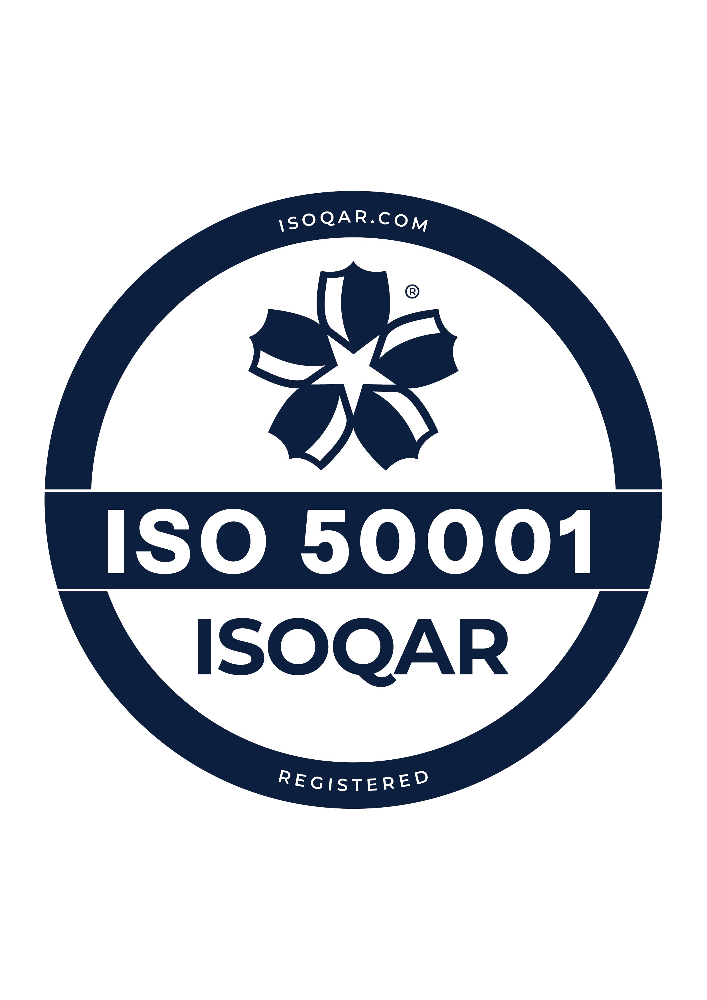 ISOQAR.COM
®
ISO 50001
ISOQAR
REGISTERED